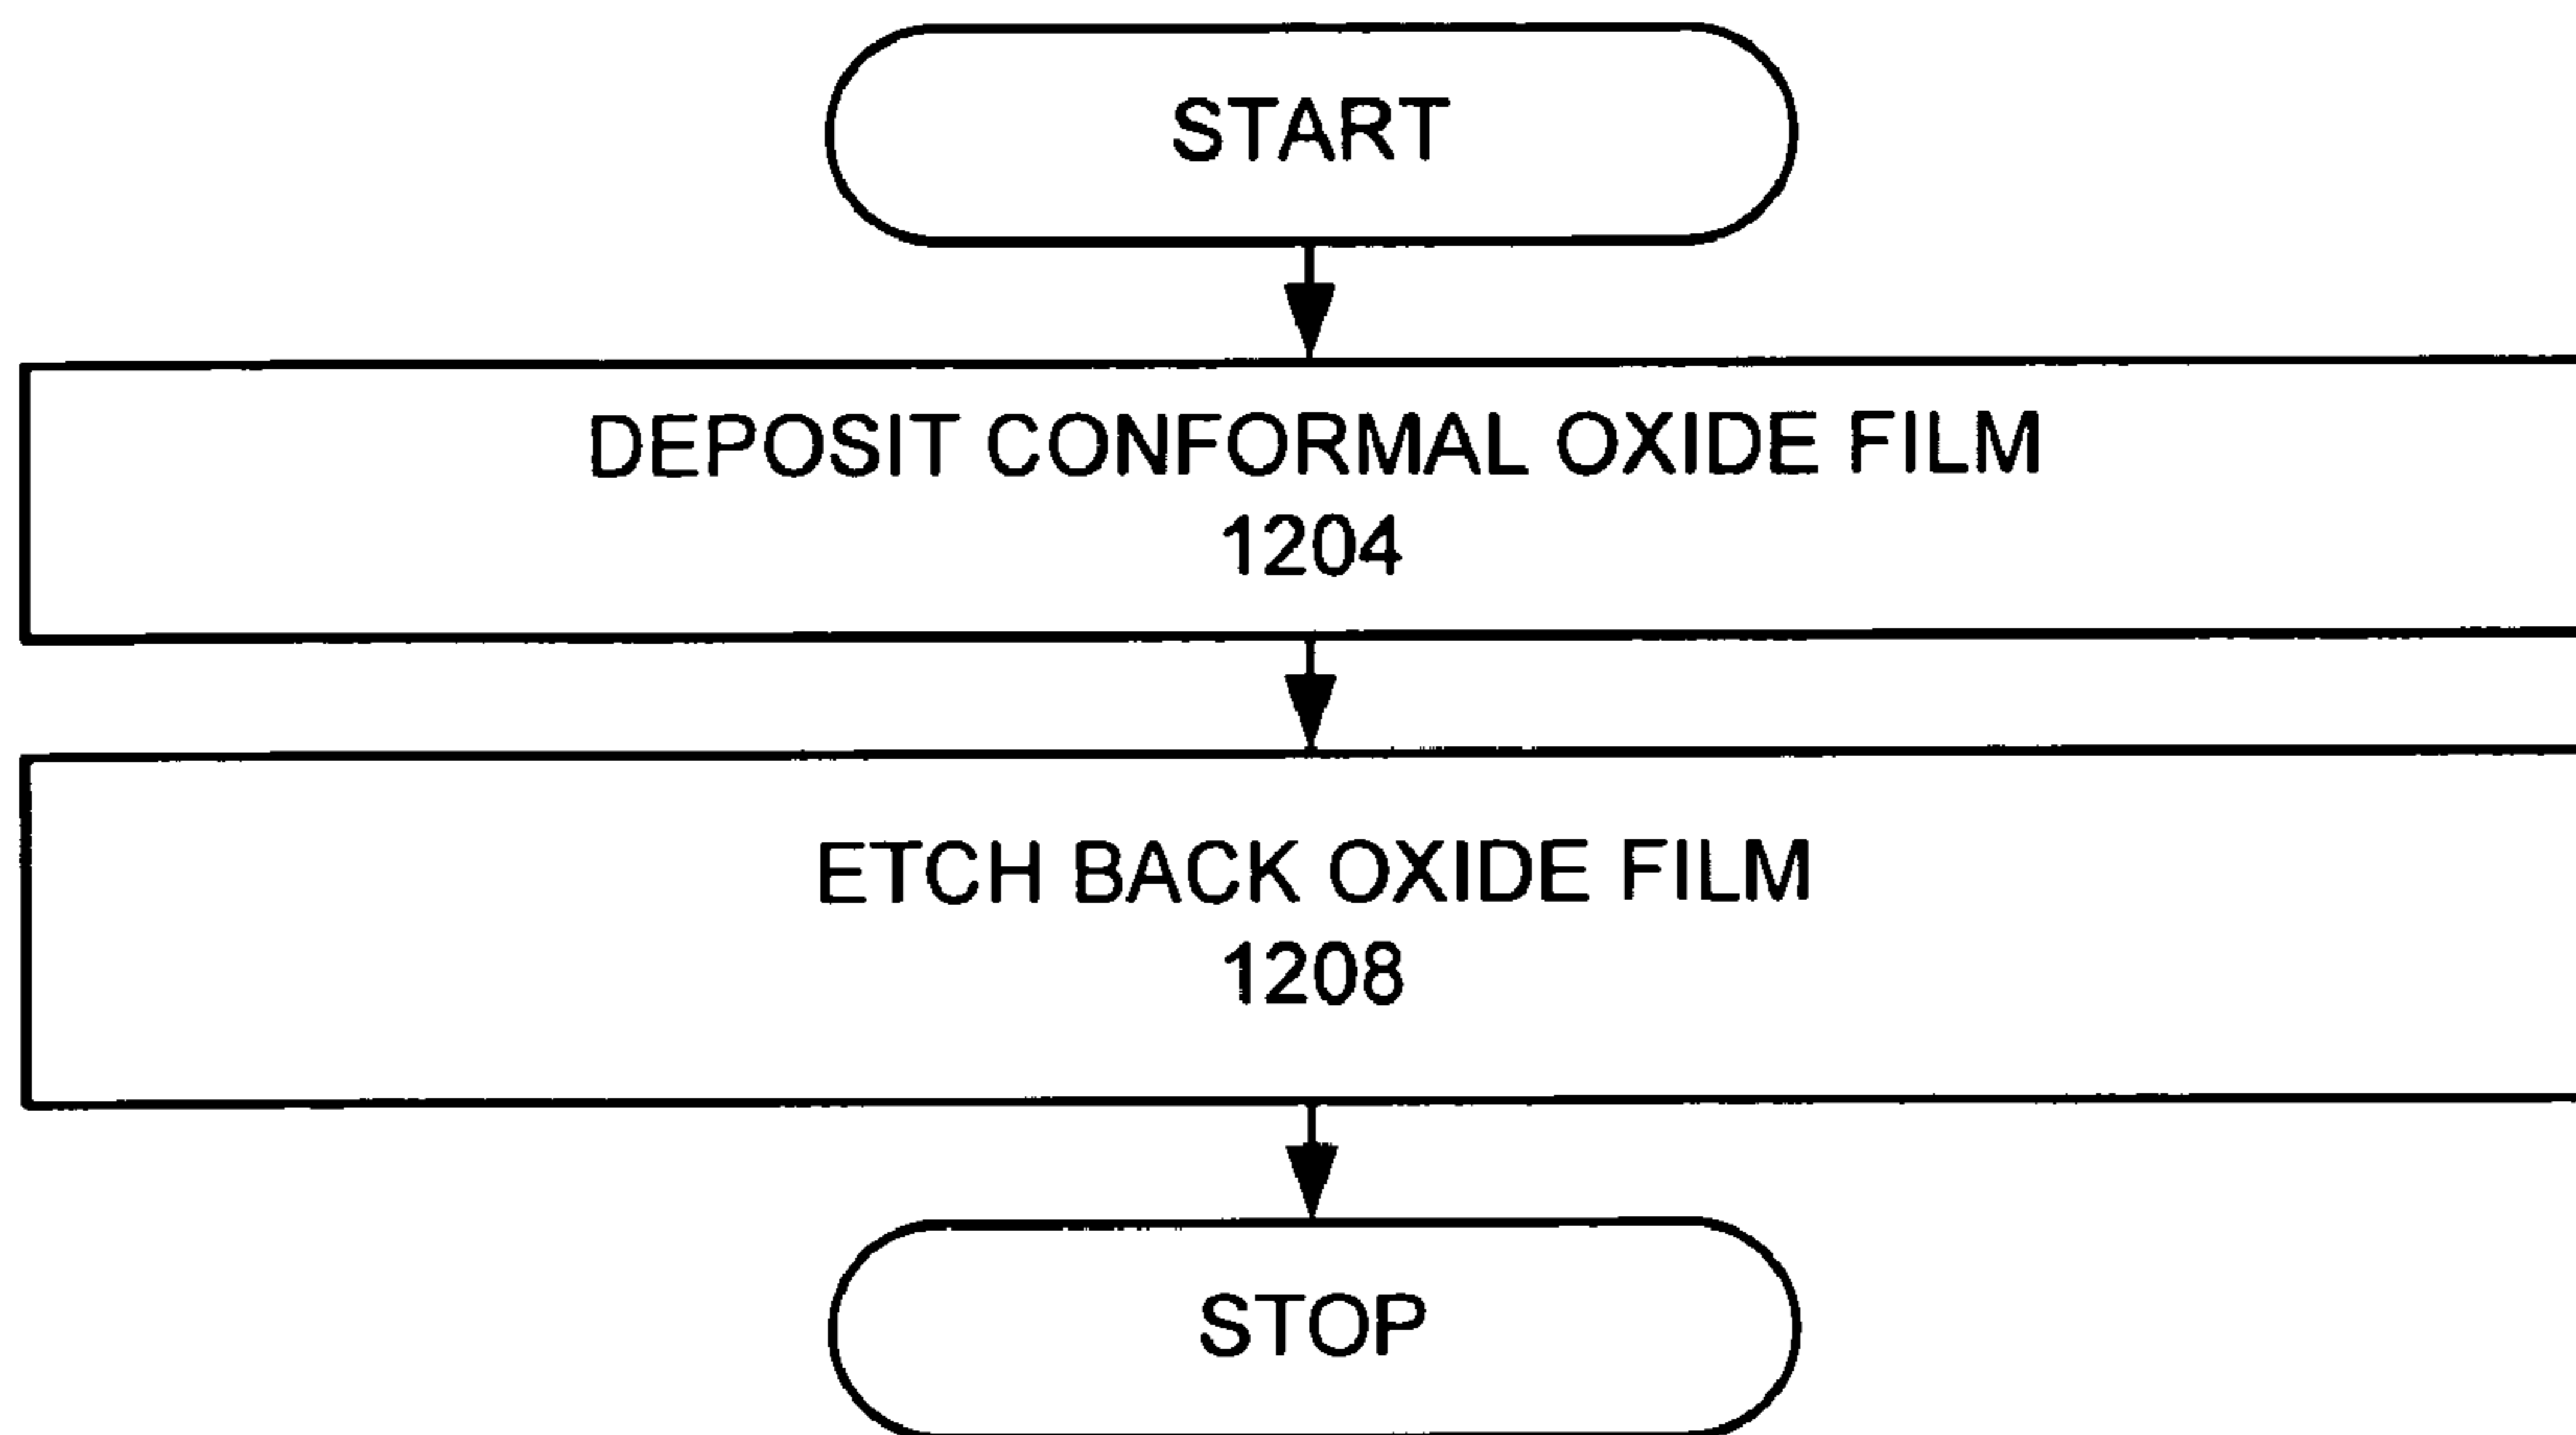 START
DEPOSIT CONFORMAL OXIDE FILM
1204
ETCH BACK OXIDE FILM
1208
STOP